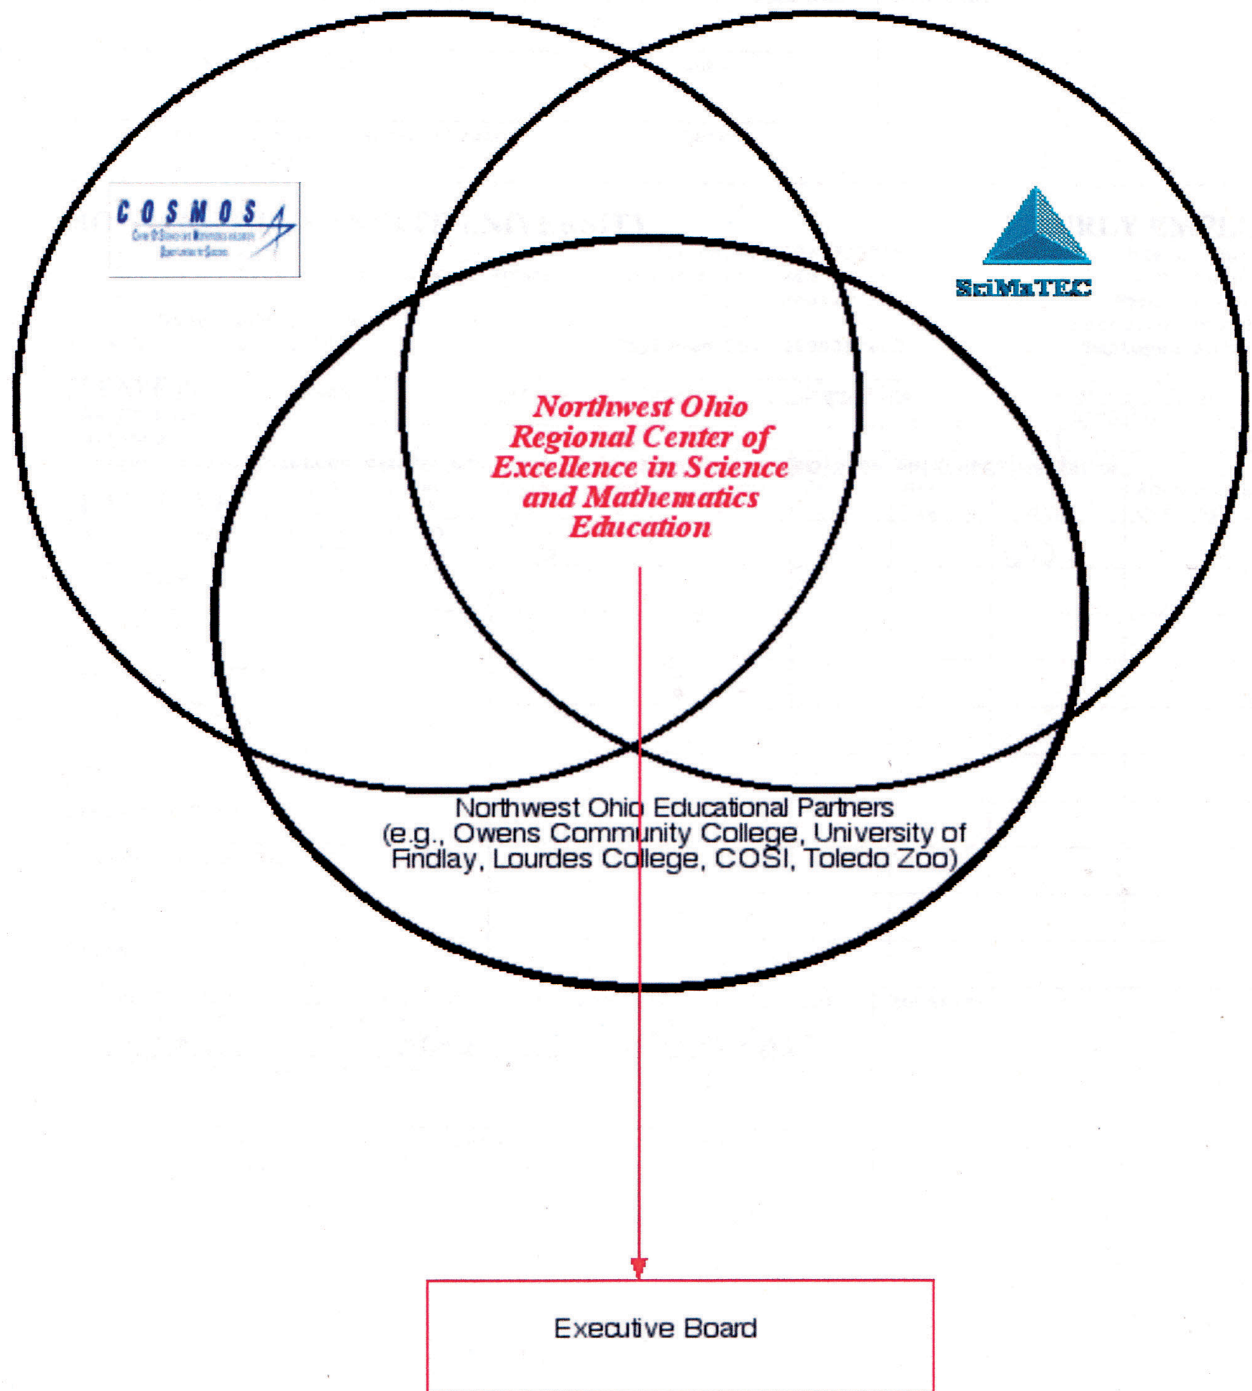 COSMOS
SciMaTEC
Northwest Ohio
Regional Center of
Excellence in Science
and Mathematics
Education
Northwest Ohio Educational Partners
(e.g., Owens Community College, University of
Findlay, Lourdes College, COSI, Toledo Zoo)
Executive Board